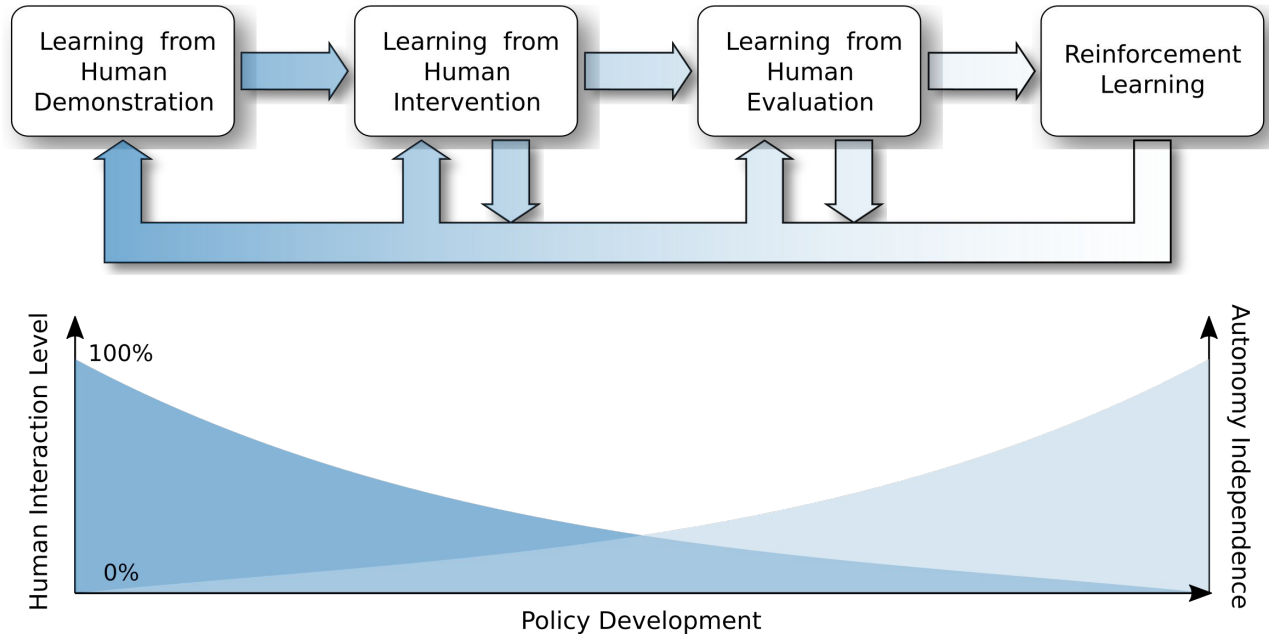 Learning from
Human
Demonstration
Learning from
Human
Intervention
Learning from
Human
Evaluation
Reinforcement
Learning
Human Interaction Level
100%
0%
Policy Development
Autonomy Independence